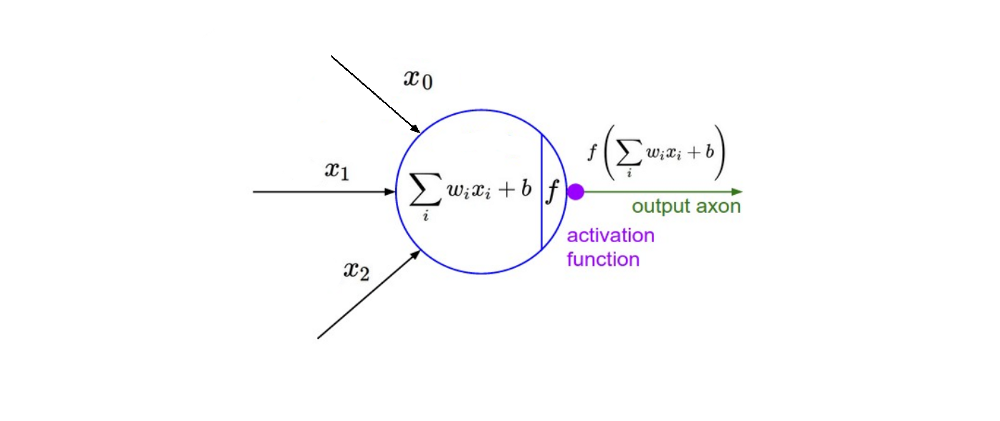 x₀
x₁
∑ᵢ wᵢxᵢ + b
f
f(∑ᵢ wᵢxᵢ + b)
output axon
x₂
activation
function